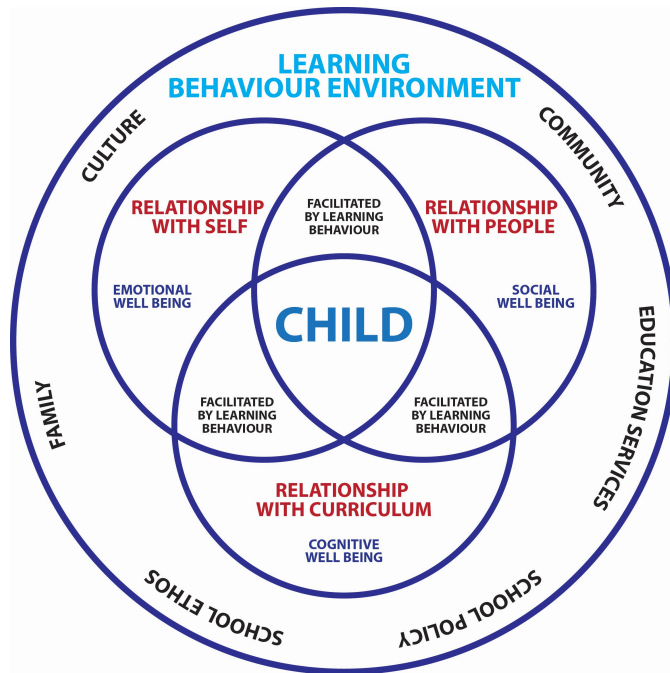 LEARNING
BEHAVIOUR ENVIRONMENT
CULTURE
COMMUNITY
RELATIONSHIP
WITH SELF
FACILITATED
BY LEARNING
BEHAVIOUR
RELATIONSHIP
WITH PEOPLE
EMOTIONAL
WELL BEING
SOCIAL
WELL BEING
CHILD
EDUCATION SERVICES
FAMILY
FACILITATED
BY LEARNING
BEHAVIOUR
FACILITATED
BY LEARNING
BEHAVIOUR
RELATIONSHIP
WITH CURRICULUM
COGNITIVE
WELL BEING
SCHOOL ETHOS
SCHOOL POLICY